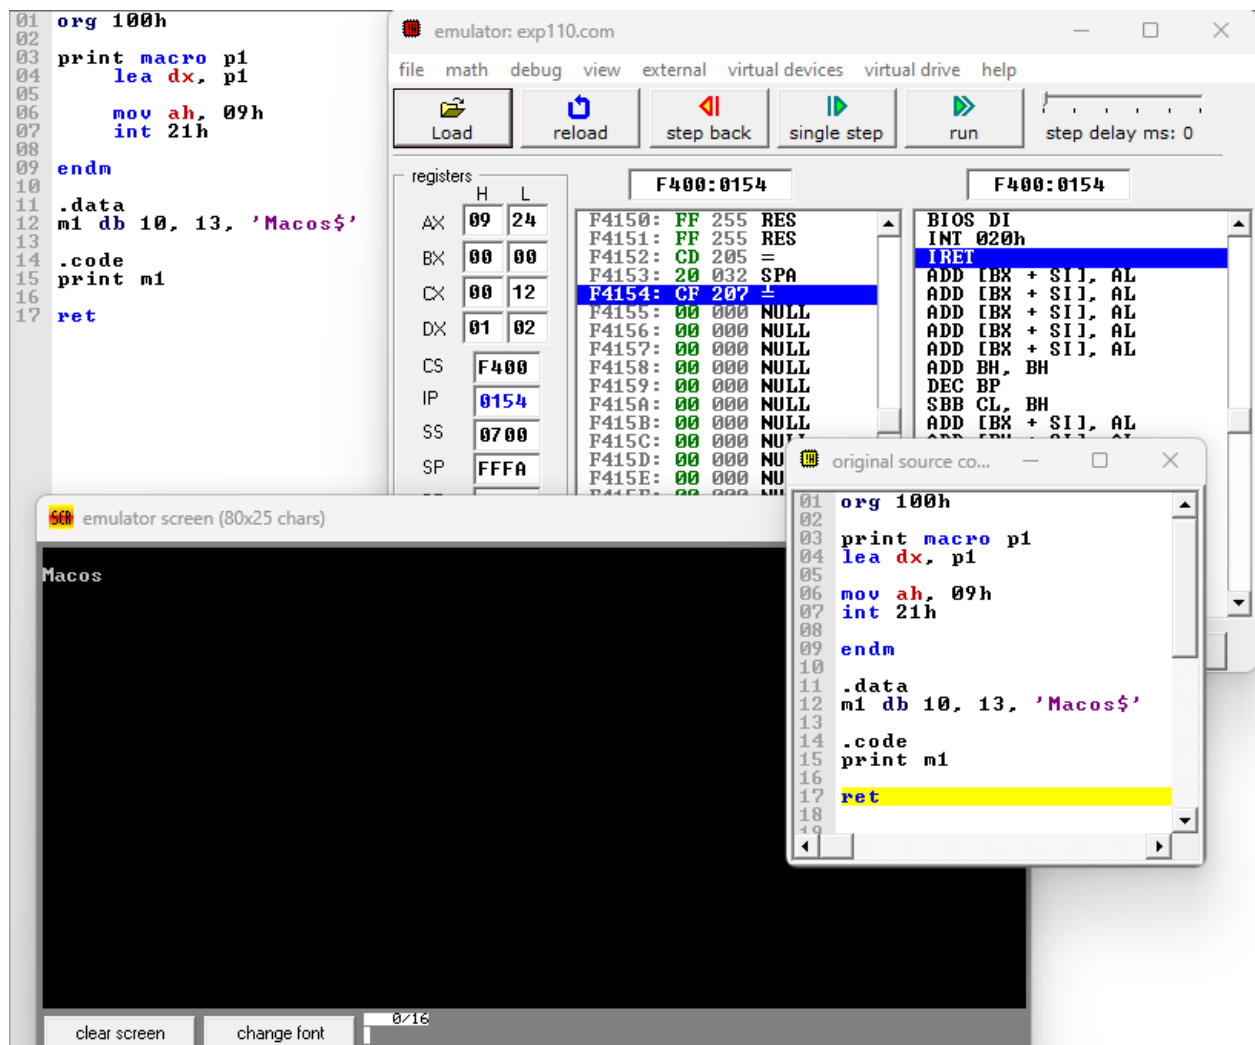 01 org 100h
02
03 print macro p1
04 lea dx, p1
05
06 mov ah, 09h
07 int 21h
08
09 endm
10
11 .data
12 m1 db 10, 13, 'Macos$'
13
14 .code
15 print m1
16
17 ret
emulator: exp110.com
file math debug view external virtual devices virtual drive help
Load reload step back single step run step delay ms: 0
registers
H L
AX 09 24
BX 00 00
CX 00 12
DX 01 02
CS F400
IP 0154
SS 0700
SP FFFA
F400:0154
F4150: FF 255 RES
F4151: FF 255 RES
F4152: CD 205 =
F4153: 20 032 SPA
F4154: CF 207 ╧
F4155: 00 000 NULL
F4156: 00 000 NULL
F4157: 00 000 NULL
F4158: 00 000 NULL
F4159: 00 000 NULL
F415A: 00 000 NULL
F415B: 00 000 NULL
F415C: 00 000 NULL
F415D: 00 000 NU
F415E: 00 000 NU
F400:0154
BIOS DI
INT 020h
IRET
ADD [BX + SI], AL
ADD [BX + SI], AL
ADD [BX + SI], AL
ADD [BX + SI], AL
ADD [BX + SI], AL
ADD BH, BH
DEC BP
SBB CL, BH
ADD [BX + SI], AL
original source co...
01 org 100h
02
03 print macro p1
04 lea dx, p1
05
06 mov ah, 09h
07 int 21h
08
09 endm
10
11 .data
12 m1 db 10, 13, 'Macos$'
13
14 .code
15 print m1
16
17 ret
18
19
SCR emulator screen (80x25 chars)
Macos
clear screen change font 0/16